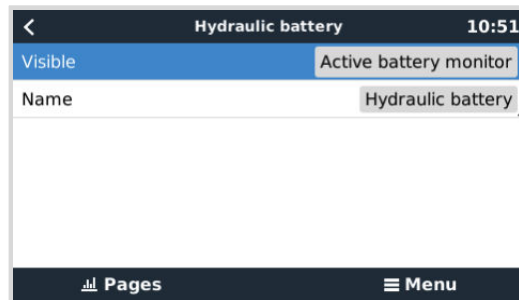 Hydraulic battery 10:51
Visible Active battery monitor
Name Hydraulic battery
Pages Menu